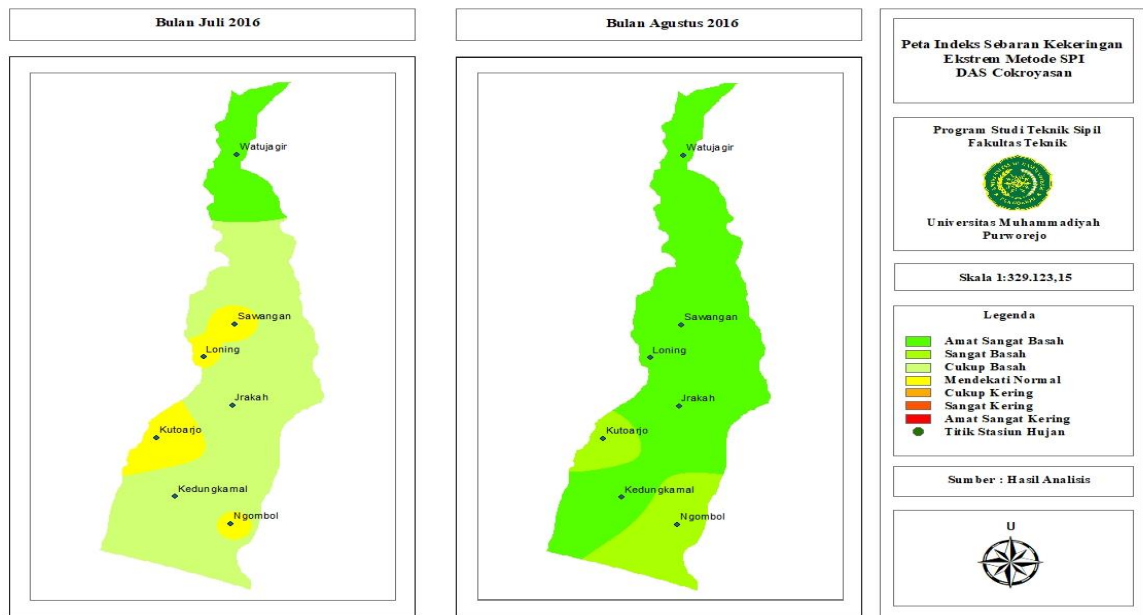 Bulan Juli 2016
Watujagir
Sawangan
Loning
Jrakah
Kutoarjo
Kedungkamal
Ngombol
Bulan Agustus 2016
Watujagir
Sawangan
Loning
Jrakah
Kutoarjo
Kedungkamal
Ngombol
Peta Indeks Sebaran Kekeringan
Ekstrem Metode SPI
DAS Cokroyasan
Program Studi Teknik Sipil
Fakultas Teknik
Universitas Muhammadiyah
Purworejo
Skala 1:329.123,15
Legenda
Amat Sangat Basah
Sangat Basah
Cukup Basah
Mendekati Normal
Cukup Kering
Sangat Kering
Amat Sangat Kering
Titik Stasiun Hujan
Sumber : Hasil Analisis
U